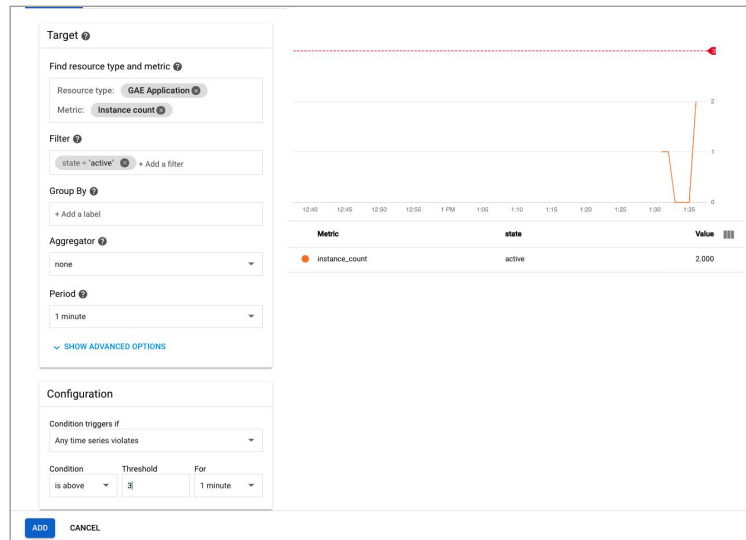 Target
Find resource type and metric
Resource type: GAE Application
Metric: Instance count
Filter
state = "active" + Add a filter
Group By
+ Add a label
Aggregator
none
Period
1 minute
SHOW ADVANCED OPTIONS
Configuration
Condition triggers if
Any time series violates
Condition Threshold For
is above 3 1 minute
ADD CANCEL
3
2
1
0
12:40 12:45 12:50 12:55 1 PM 1:05 1:10 1:15 1:20 1:25 1:30 1:35
Metric state Value
instance_count active 2.000